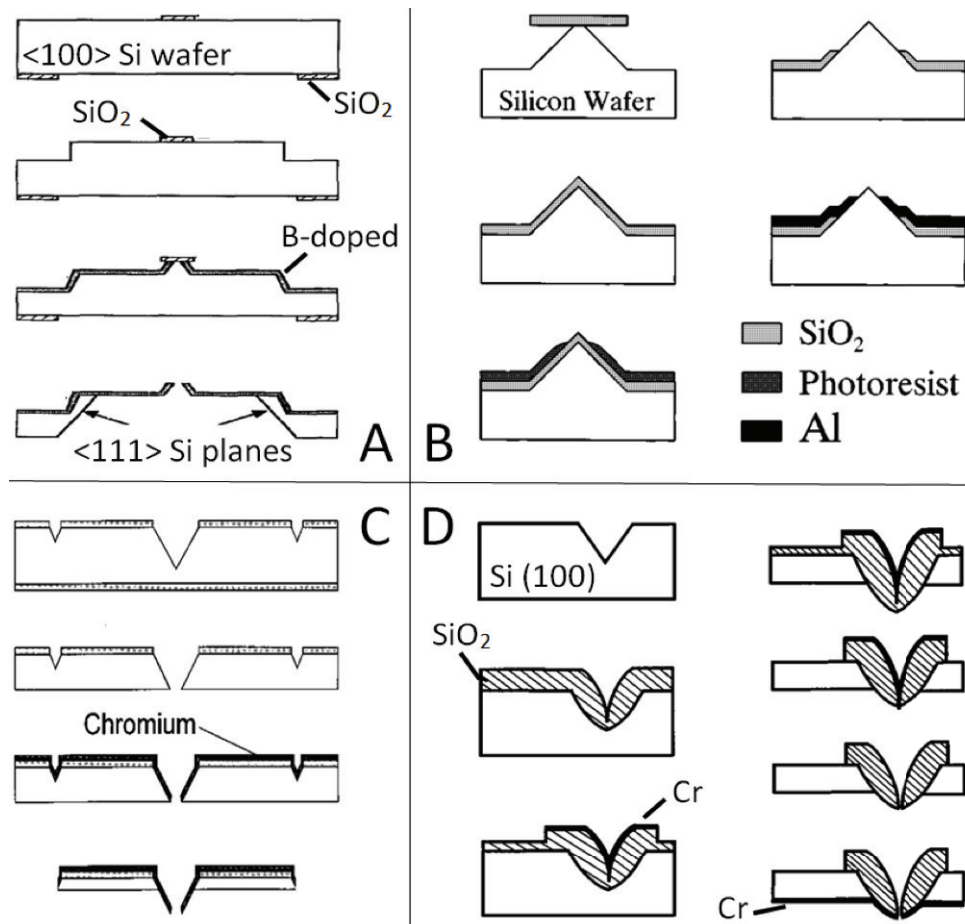 <100> Si wafer
SiO₂
SiO₂
B-doped
<111> Si planes
A
Silicon Wafer
SiO₂
Photoresist
Al
B
C
Chromium
D
Si (100)
SiO₂
Cr
Cr